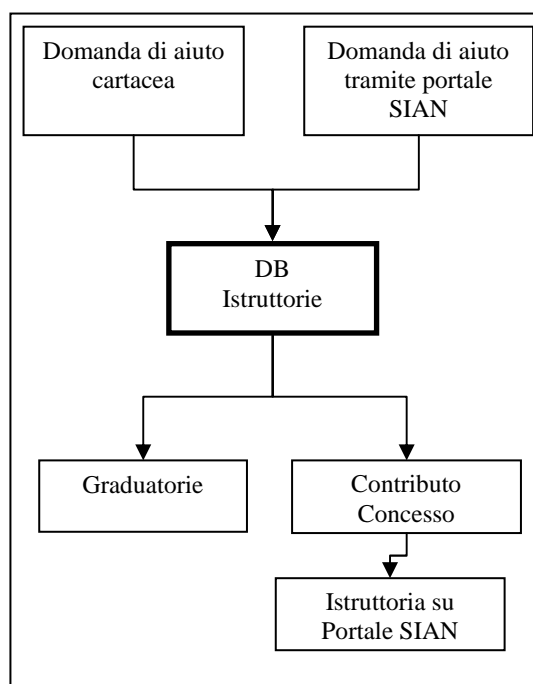 Domanda di aiuto
cartacea
Domanda di aiuto
tramite portale
SIAN
DB
Istruttorie
Graduatorie
Contributo
Concesso
Istruttoria su
Portale SIAN